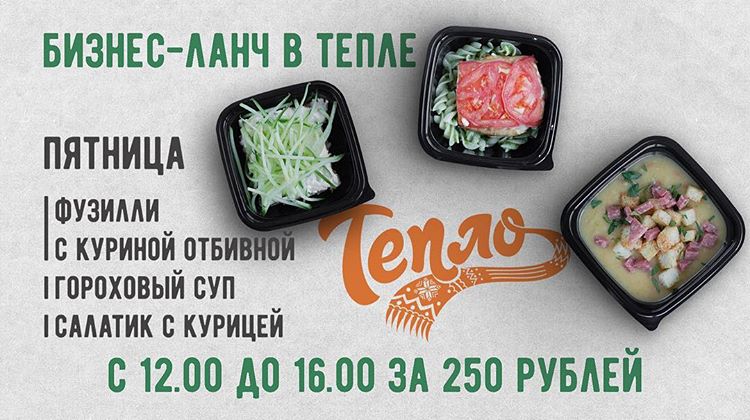 БИЗНЕС-ЛАНЧ В ТЕПЛЕ
ПЯТНИЦА
ФУЗИЛЛИ
С КУРИНОЙ ОТБИВНОЙ
ГОРОХОВЫЙ СУП
САЛАТИК С КУРИЦЕЙ
Тепло
С 12.00 ДО 16.00 ЗА 250 РУБЛЕЙ